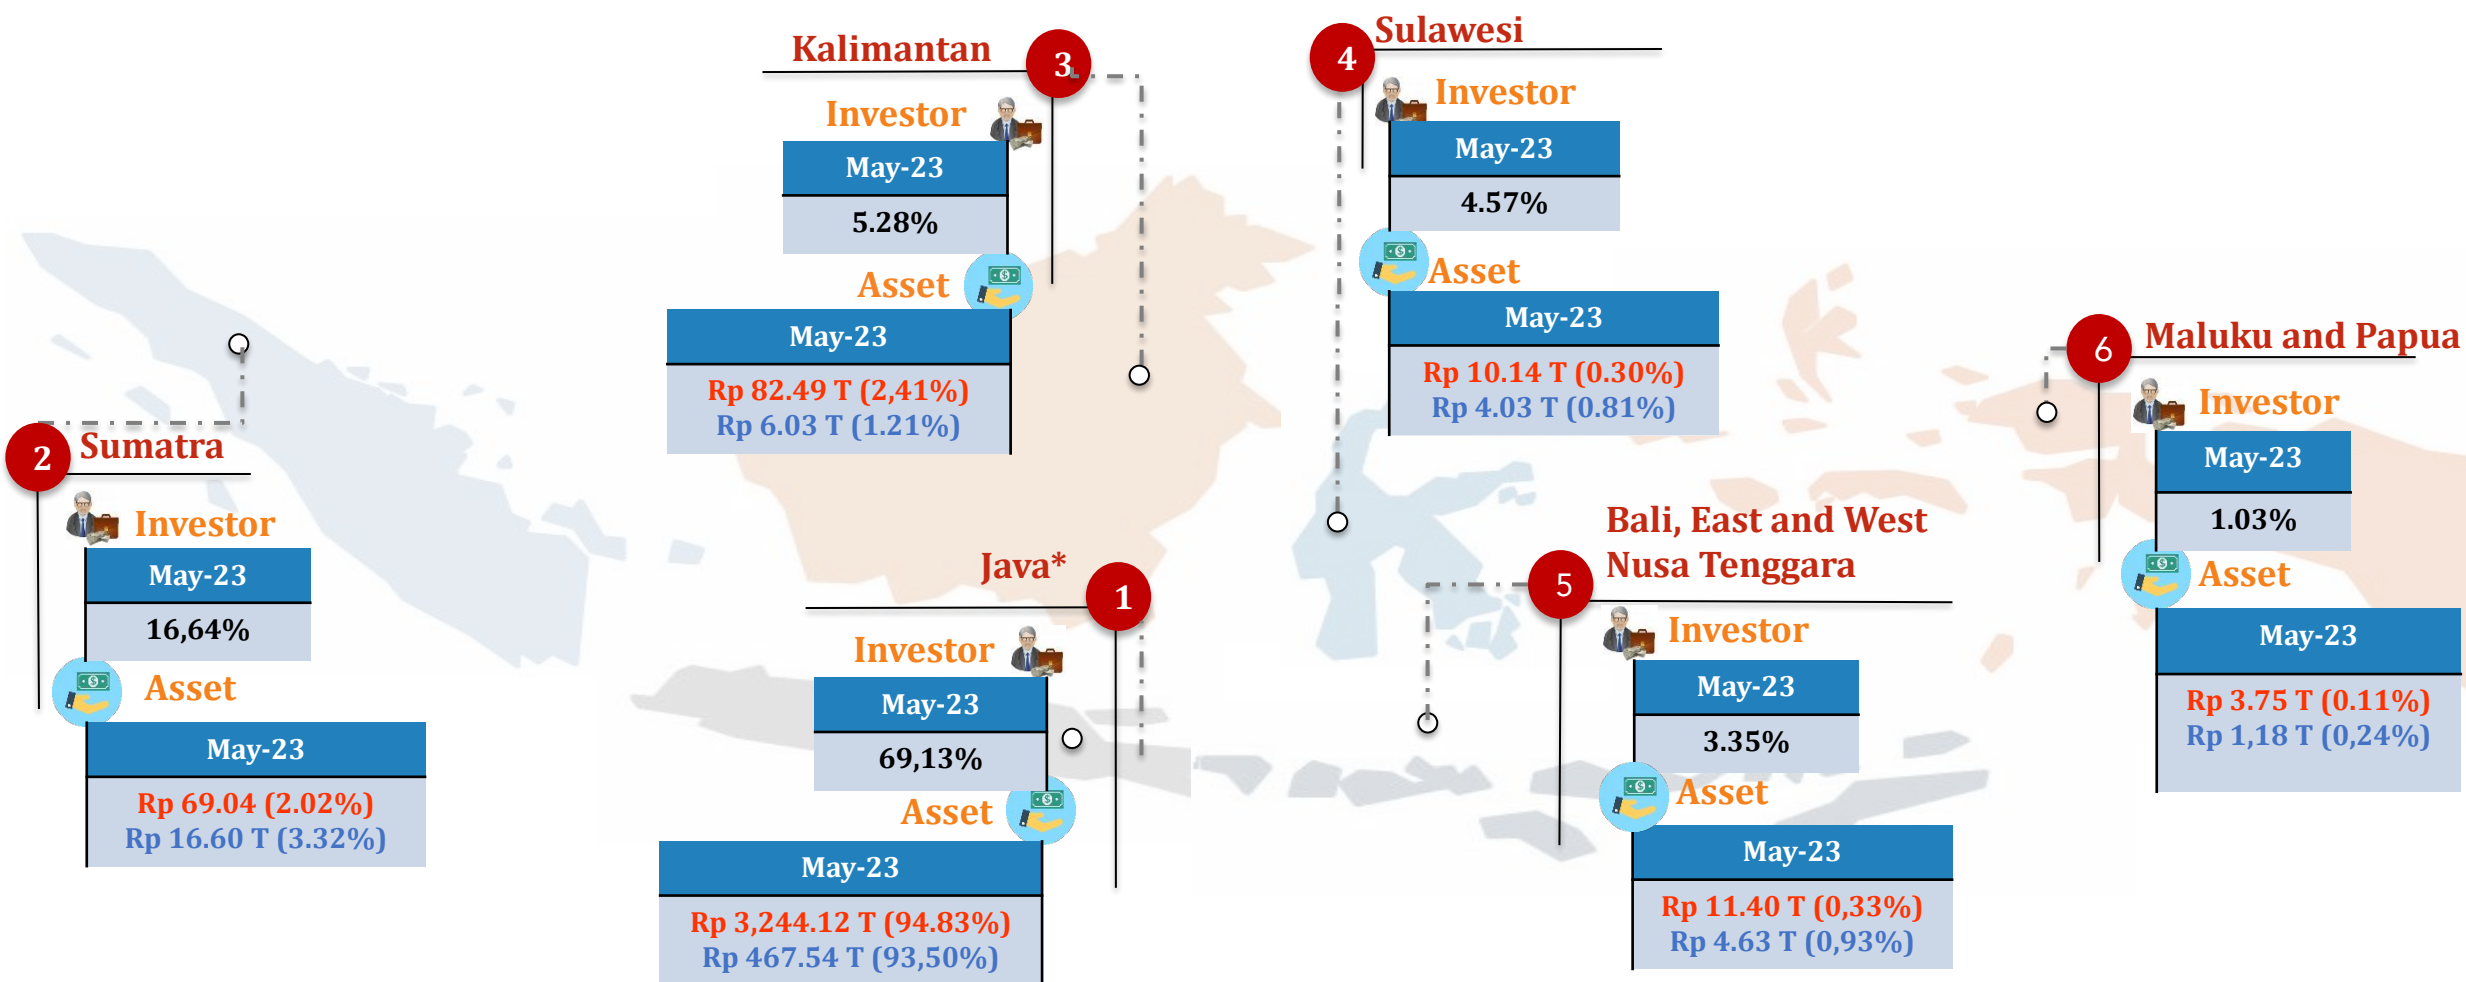 Kalimantan
3
Investor
May-23
5.28%
Asset
May-23
Rp 82.49 T (2,41%)
Rp 6.03 T (1.21%)
Sulawesi
4
Investor
May-23
4.57%
Asset
May-23
Rp 10.14 T (0.30%)
Rp 4.03 T (0.81%)
6
Maluku and Papua
Investor
May-23
1.03%
Asset
May-23
Rp 3.75 T (0.11%)
Rp 1,18 T (0,24%)
2
Sumatra
Investor
May-23
16,64%
Asset
May-23
Rp 69.04 (2.02%)
Rp 16.60 T (3.32%)
Java*
1
Investor
May-23
69,13%
Asset
May-23
Rp 3,244.12 T (94.83%)
Rp 467.54 T (93,50%)
Bali, East and West
Nusa Tenggara
5
Investor
May-23
3.35%
Asset
May-23
Rp 11.40 T (0,33%)
Rp 4.63 T (0,93%)